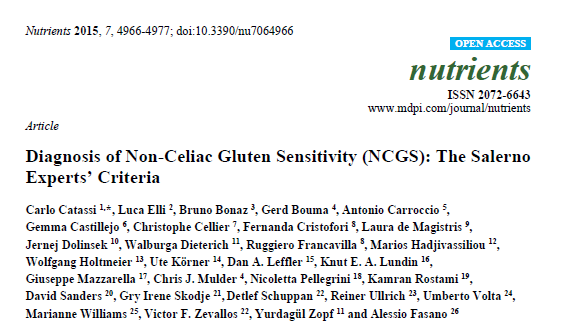 Nutrients 2015, 7, 4966-4977; doi:10.3390/nu7064966
OPEN ACCESS
nutrients
ISSN 2072-6643
www.mdpi.com/journal/nutrients
Article
Diagnosis of Non-Celiac Gluten Sensitivity (NCGS): The Salerno
Experts’ Criteria
Carlo Catassi 1,*, Luca Elli 2, Bruno Bonaz 3, Gerd Bouma 4, Antonio Carroccio 5,
Gemma Castillejo 6, Christophe Cellier 7, Fernanda Cristofori 8, Laura de Magistris 9,
Jernej Dolinsek 10, Walburga Dieterich 11, Ruggiero Francavilla 8, Marios Hadjivassiliou 12,
Wolfgang Holtmeier 13, Ute Körner 14, Dan A. Leffler 15, Knut E. A. Lundin 16,
Giuseppe Mazzarella 17, Chris J. Mulder 4, Nicoletta Pellegrini 18, Kamran Rostami 19,
David Sanders 20, Gry Irene Skodje 21, Detlef Schuppan 22, Reiner Ullrich 23, Umberto Volta 24,
Marianne Williams 25, Victor F. Zevallos 22, Yurdagül Zopf 11 and Alessio Fasano 26